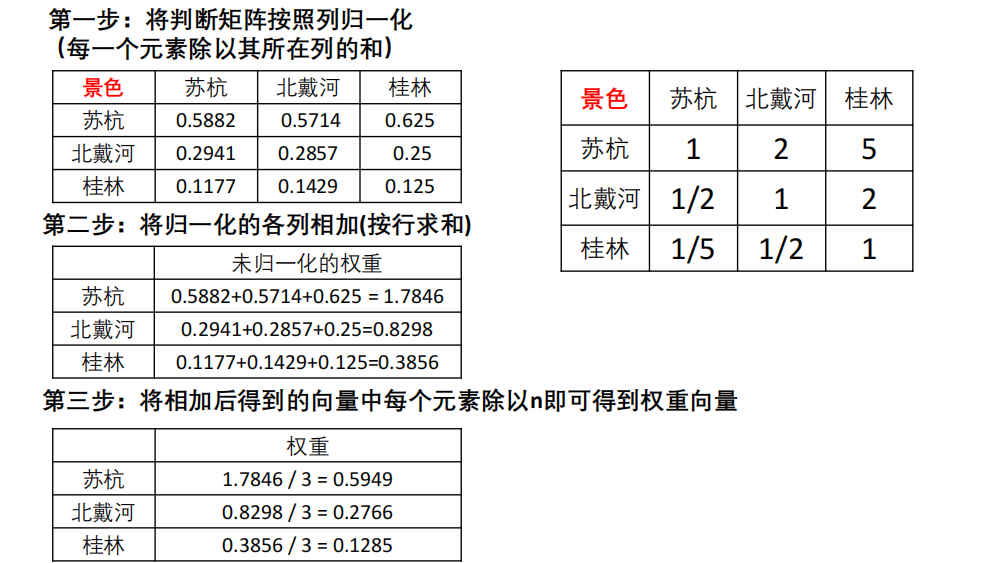 第一步：将判断矩阵按照列归一化
(每一个元素除以其所在列的和)
景色 苏杭 北戴河 桂林
苏杭 0.5882 0.5714 0.625
北戴河 0.2941 0.2857 0.25
桂林 0.1177 0.1429 0.125
景色 苏杭 北戴河 桂林
苏杭 1 2 5
北戴河 1/2 1 2
桂林 1/5 1/2 1
第二步：将归一化的各列相加(按行求和)
未归一化的权重
苏杭 0.5882+0.5714+0.625 = 1.7846
北戴河 0.2941+0.2857+0.25=0.8298
桂林 0.1177+0.1429+0.125=0.3856
第三步：将相加后得到的向量中每个元素除以n即可得到权重向量
权重
苏杭 1.7846 / 3 = 0.5949
北戴河 0.8298 / 3 = 0.2766
桂林 0.3856 / 3 = 0.1285